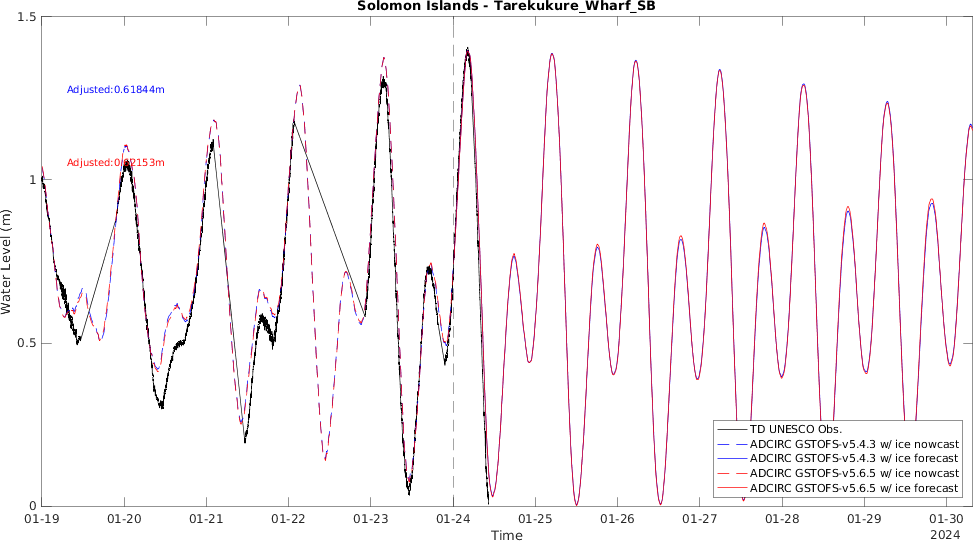 Solomon Islands - Tarekukure_Wharf_SB
1.5
Adjusted:0.61844m
Adjusted:0.62153m
1
Water Level (m)
0.5
TD UNESCO Obs.
ADCIRC GSTOFS-v5.4.3 w/ ice nowcast
ADCIRC GSTOFS-v5.4.3 w/ ice forecast
ADCIRC GSTOFS-v5.6.5 w/ ice nowcast
ADCIRC GSTOFS-v5.6.5 w/ ice forecast
0
01-19 01-20 01-21 01-22 01-23 01-24 01-25 01-26 01-27 01-28 01-29 01-30
Time
2024